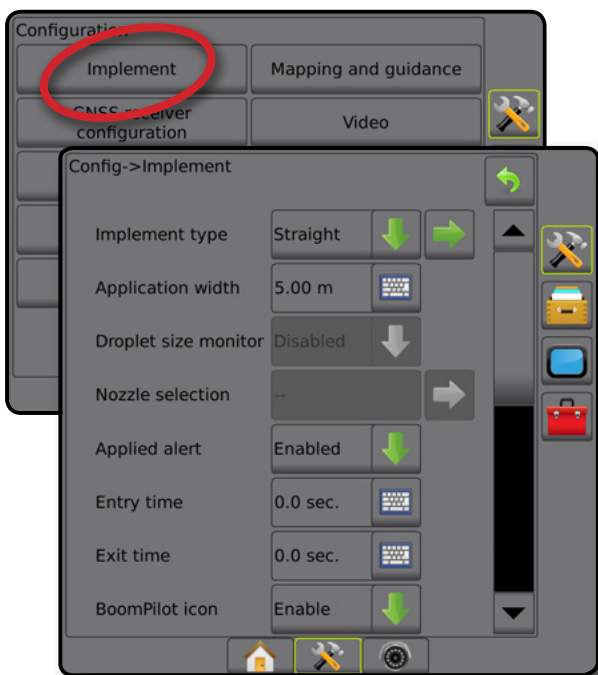 Configuration
Implement
Mapping and guidance
GNSS receiver
configuration
Video
Config->Implement
Implement type
Straight
Application width
5.00 m
Droplet size monitor
Disabled
Nozzle selection
--
Applied alert
Enabled
Entry time
0.0 sec.
Exit time
0.0 sec.
BoomPilot icon
Enable